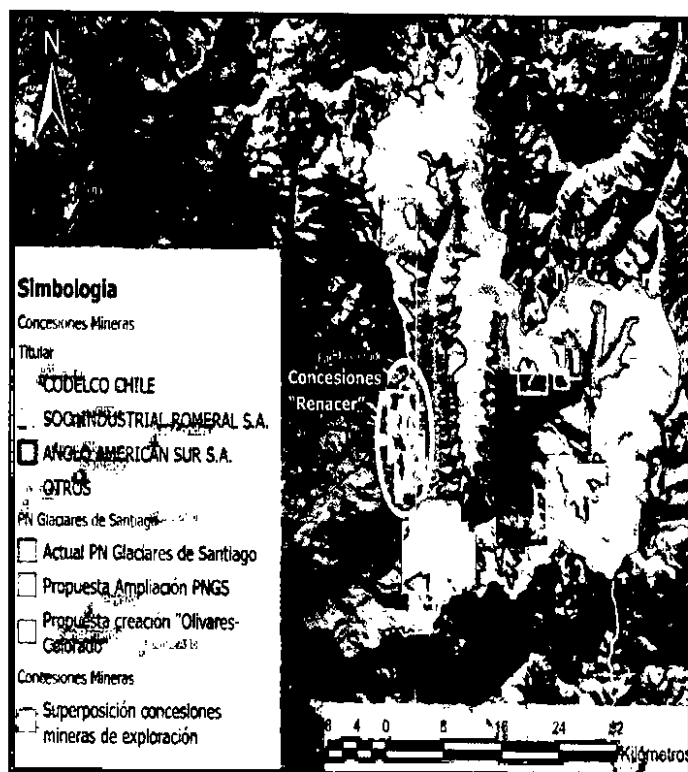 N
Simbologia
Concesiones Mineras
Titular
CODELCO CHILE
SOC. INDUSTRIAL ROMERAL S.A.
ANGLO AMERICAN SUR S.A.
OTROS
PN Glaciares de Santiago
Actual PN Glaciares de Santiago
Propuesta Ampliación PNGS
Propuesta creación "Olivares-
Colorado"
Concesiones Mineras
Superposición concesiones
mineras de exploración
Concesiones
"Renacer"
8 4 0 8 16 24 32
Kilómetros